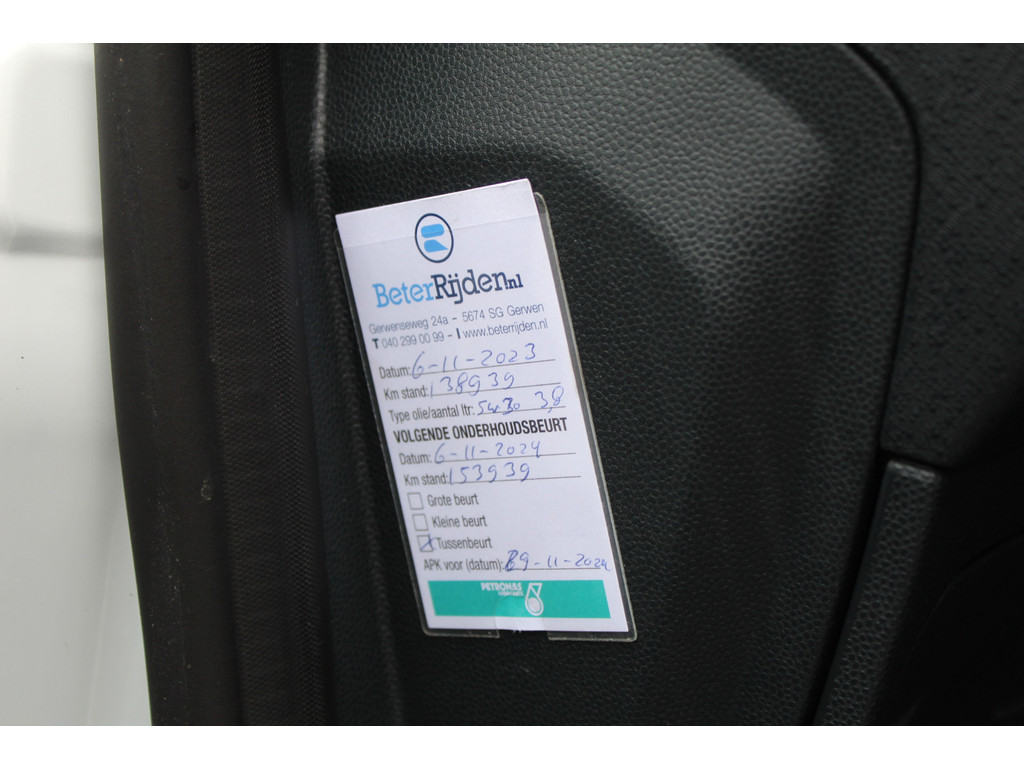 BeterRijden.nl
Gerwenseweg 24a - 5674 SG Gerwen
T 040 299 00 99 - I www.beterrijden.nl
Datum: 6-11-2023
Km stand: 138939
Type olie/aantal ltr: 5w30 3,8
VOLGENDE ONDERHOUDSBEURT
Datum: 6-11-2024
Km stand: 153939
Grote beurt
Kleine beurt
Tussenbeurt
APK voor (datum): 29-11-2024
PETRONAS